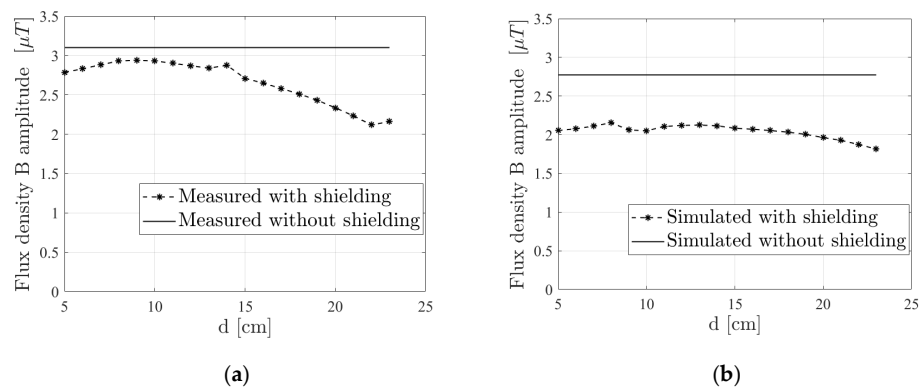 Flux density B amplitude [μT]
3.5
3
2.5
2
1.5
1
0.5
0
5
10
15
20
25
d [cm]
Measured with shielding
Measured without shielding
(a)
Flux density B amplitude [μT]
3.5
3
2.5
2
1.5
1
0.5
0
5
10
15
20
25
d [cm]
Simulated with shielding
Simulated without shielding
(b)